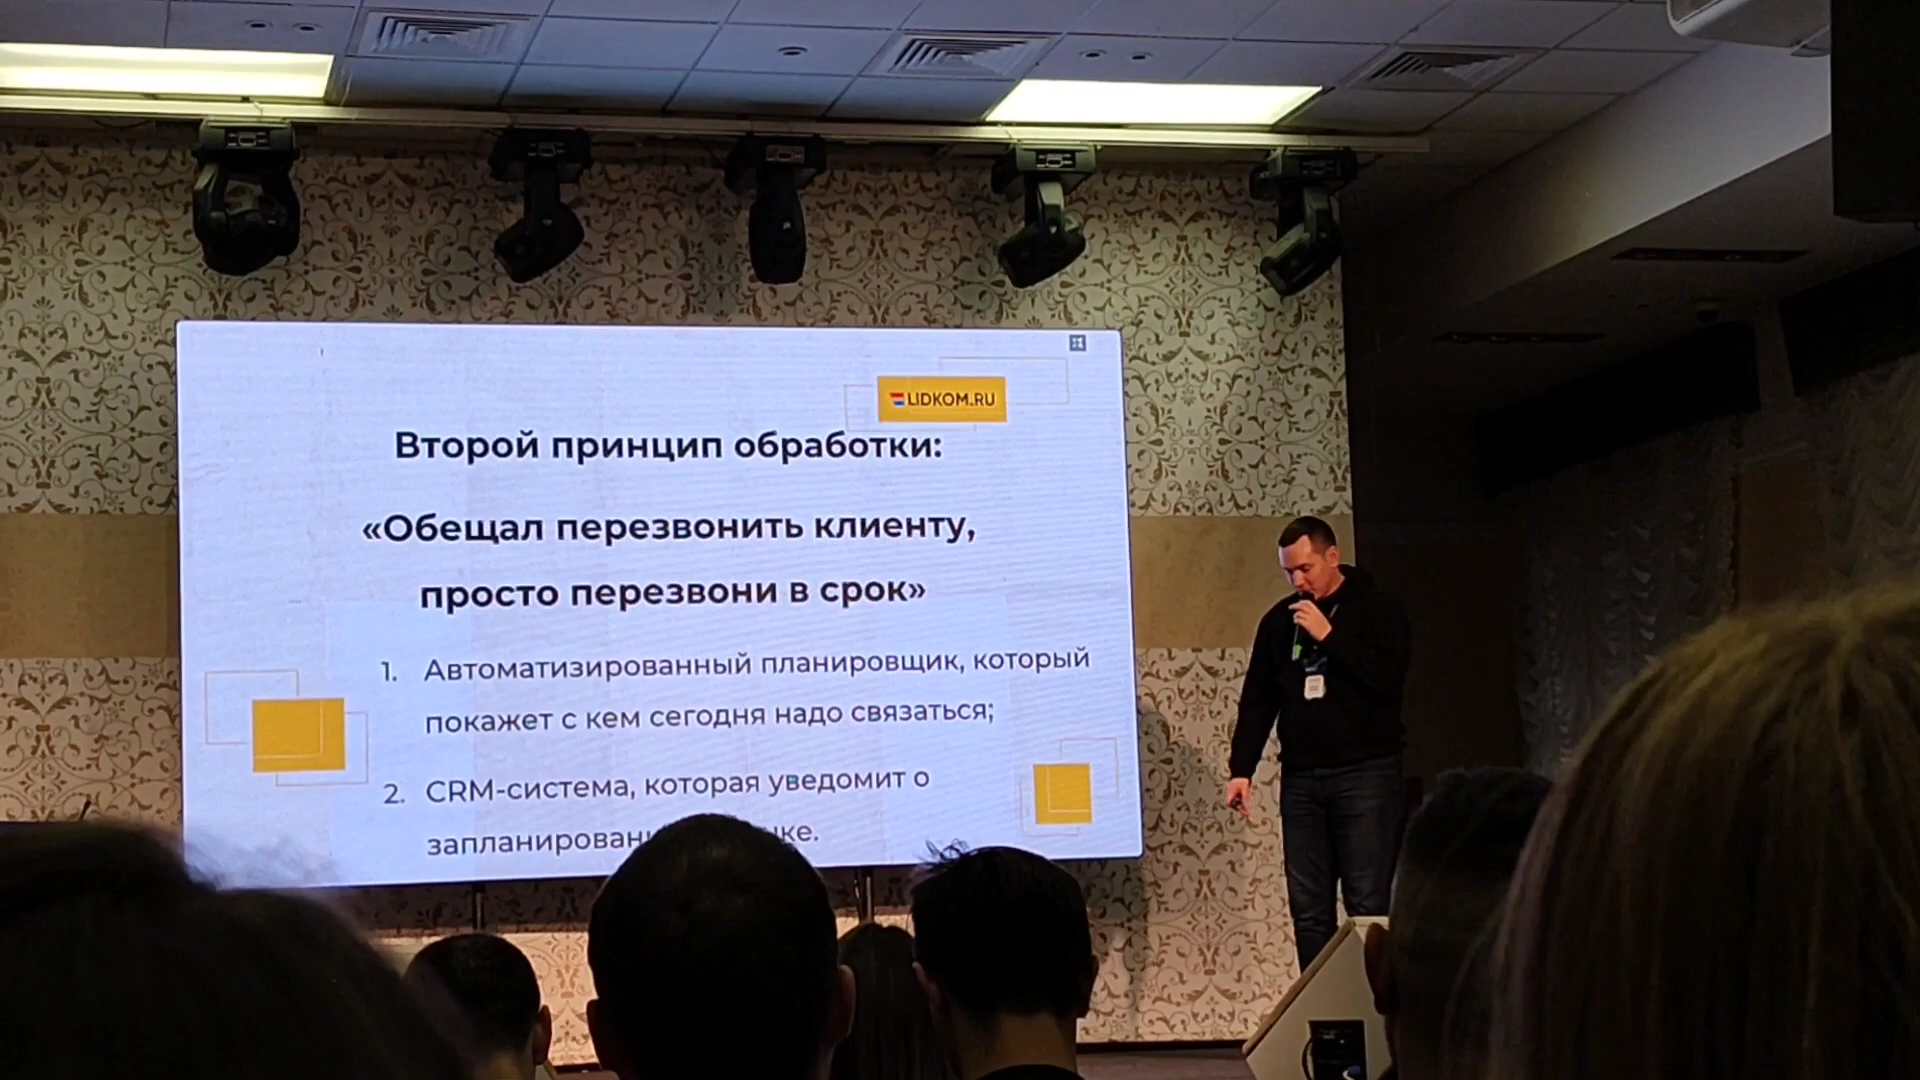 LIDKOM.RU
Второй принцип обработки:
«Обещал перезвонить клиенту,
просто перезвони в срок»
1. Автоматизированный планировщик, который
покажет с кем сегодня надо связаться;
2. CRM-система, которая уведомит о